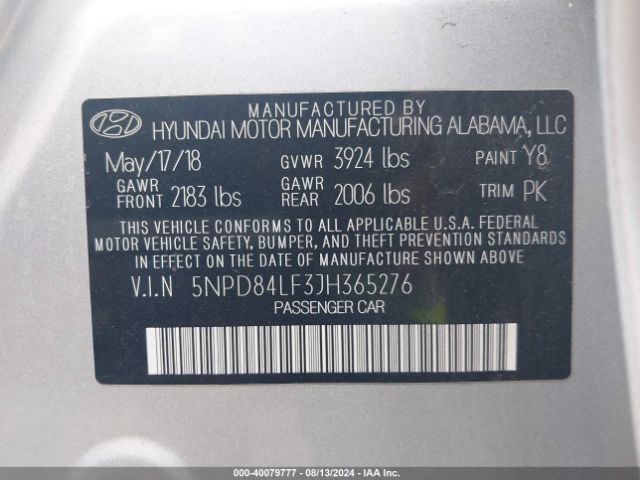 MANUFACTURED BY
HYUNDAI MOTOR MANUFACTURING ALABAMA, LLC
May/17/18 GVWR 3924 lbs PAINT Y8
GAWR FRONT 2183 lbs GAWR REAR 2006 lbs TRIM PK
THIS VEHICLE CONFORMS TO ALL APPLICABLE U.S.A. FEDERAL
MOTOR VEHICLE SAFETY, BUMPER, AND THEFT PREVENTION STANDARDS
IN EFFECT ON THE DATE OF MANUFACTURE SHOWN ABOVE.
V.I.N 5NPD84LF3JH365276
PASSENGER CAR
000-40079777 - 08/13/2024 - IAA Inc.